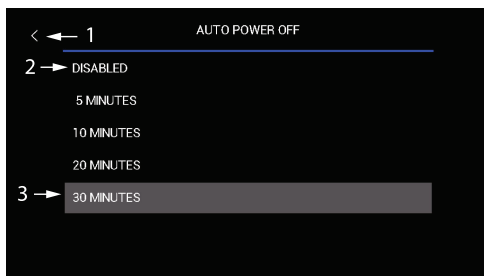 < 1 AUTO POWER OFF
2 DISABLED
5 MINUTES
10 MINUTES
20 MINUTES
3 30 MINUTES